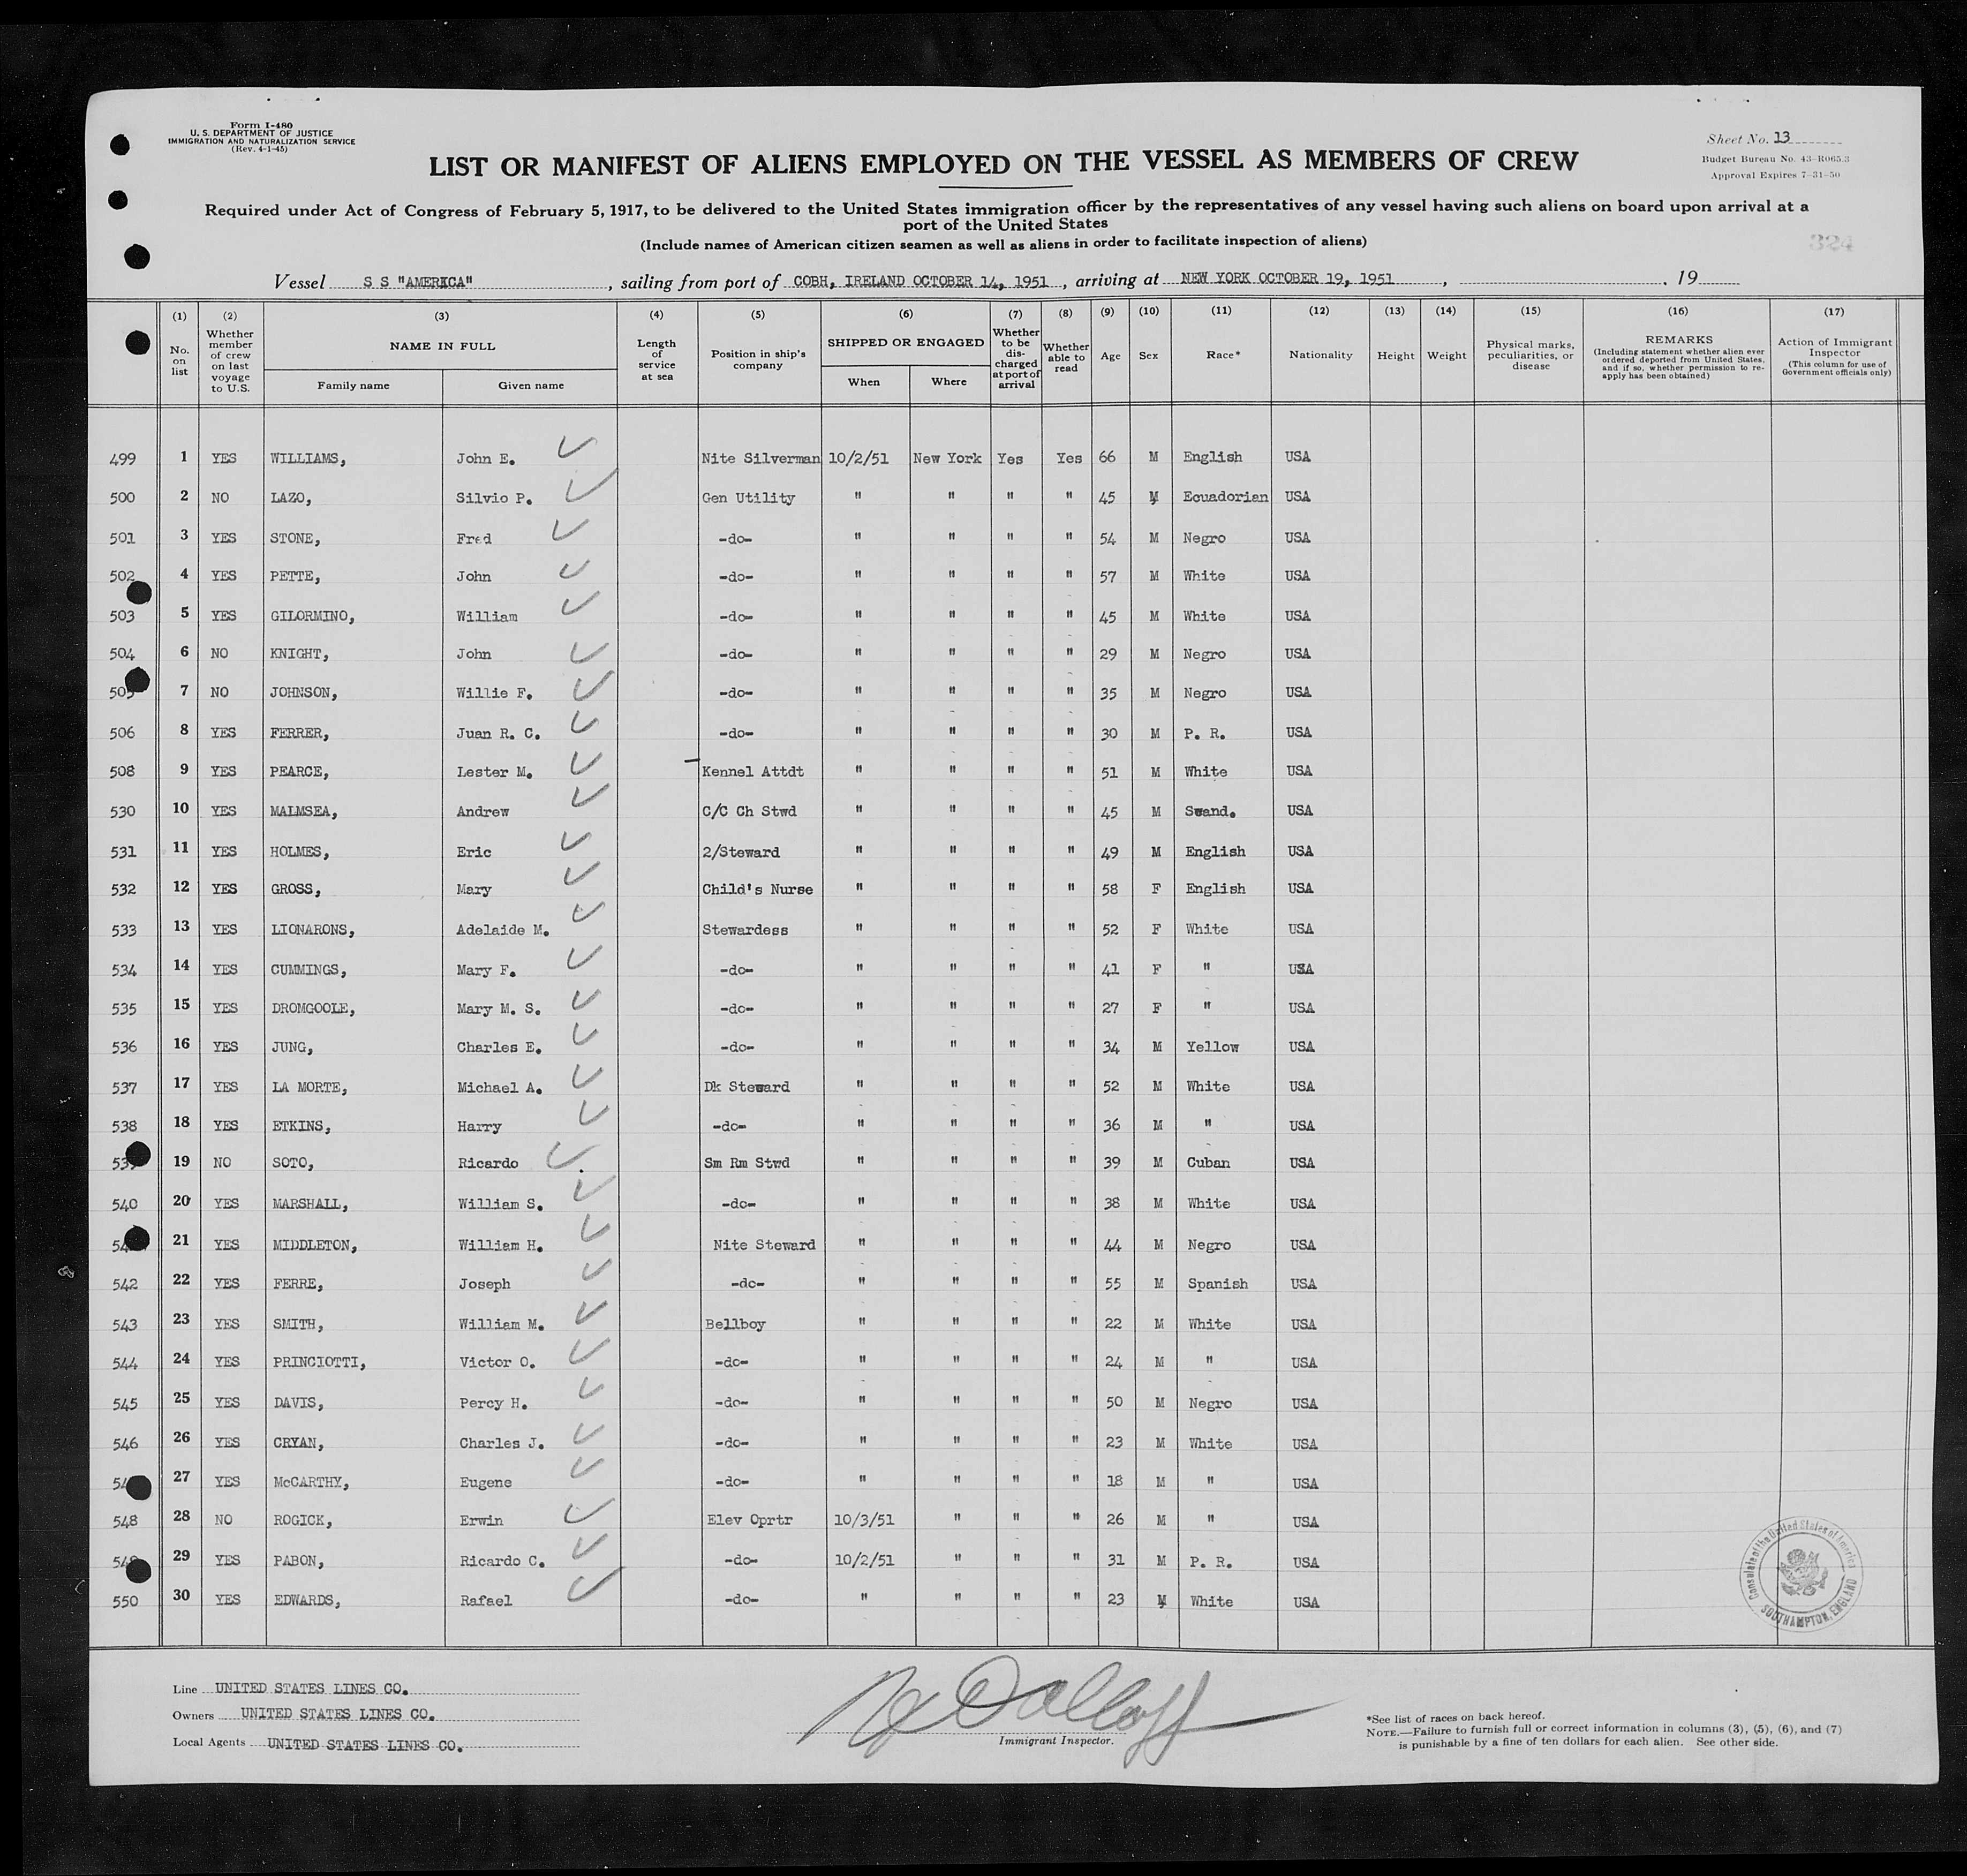 Form I-480
U. S. DEPARTMENT OF JUSTICE
IMMIGRATION AND NATURALIZATION SERVICE
(Rev. 4-1-45)
Sheet No. 13
Budget Bureau No. 43-R065.3
Approval Expires 7-31-50
LIST OR MANIFEST OF ALIENS EMPLOYED ON THE VESSEL AS MEMBERS OF CREW
Required under Act of Congress of February 5, 1917, to be delivered to the United States immigration officer by the representatives of any vessel having such aliens on board upon arrival at a
port of the United States
(Include names of American citizen seamen as well as aliens in order to facilitate inspection of aliens)
324
Vessel S S "AMERICA", sailing from port of COBH, IRELAND OCTOBER 14, 1951, arriving at NEW YORK OCTOBER 19, 1951, , 19
(1) No. on list
(2) Whether member of crew on last voyage to U.S.
(3) NAME IN FULL Family name Given name
(4) Length of service at sea
(5) Position in ship's company
(6) SHIPPED OR ENGAGED When Where
(7) Whether to be discharged at port of arrival
(8) Whether able to read
(9) Age
(10) Sex
(11) Race*
(12) Nationality
(13) Height
(14) Weight
(15) Physical marks, peculiarities, or disease
(16) REMARKS (Including statement whether alien ever ordered deported from United States, and if so, whether permission to re-apply has been obtained)
(17) Action of Immigrant Inspector (This column for use of Government officials only)
499 1 YES WILLIAMS, John E. Nite Silverman 10/2/51 New York Yes Yes 66 M English USA
500 2 NO LAZO, Silvio P. Gen Utility " " " " 45 M Ecuadorian USA
501 3 YES STONE, Fred -do- " " " " 54 M Negro USA
502 4 YES PETTE, John -do- " " " " 57 M White USA
503 5 YES GILORMINO, William -do- " " " " 45 M White USA
504 6 NO KNIGHT, John -do- " " " " 29 M Negro USA
505 7 NO JOHNSON, Willie F. -do- " " " " 35 M Negro USA
506 8 YES FERRER, Juan R. C. -do- " " " " 30 M P. R. USA
508 9 YES PEARCE, Lester M. Kennel Attdt " " " " 51 M White USA
530 10 YES MALMSEA, Andrew C/C Ch Stwd " " " " 45 M Swand. USA
531 11 YES HOLMES, Eric 2/Steward " " " " 49 M English USA
532 12 YES GROSS, Mary Child's Nurse " " " " 58 F English USA
533 13 YES LIONARONS, Adelaide M. Stewardess " " " " 52 F White USA
534 14 YES CUMMINGS, Mary F. -do- " " " " 41 F " USA
535 15 YES DROMGOOLE, Mary M. S. -do- " " " " 27 F " USA
536 16 YES JUNG, Charles E. -do- " " " " 34 M Yellow USA
537 17 YES LA MORTE, Michael A. Dk Steward " " " " 52 M White USA
538 18 YES ETKINS, Harry -do- " " " " 36 M " USA
19 NO SOTO, Ricardo Sm Rm Stwd " " " " 39 M Cuban USA
540 20 YES MARSHALL, William S. -do- " " " " 38 M White USA
21 YES MIDDLETON, William H. Nite Steward " " " " 44 M Negro USA
542 22 YES FERRE, Joseph -do- " " " " 55 M Spanish USA
543 23 YES SMITH, William M. Bellboy " " " " 22 M White USA
544 24 YES PRINCIOTTI, Victor O. -do- " " " " 24 M " USA
545 25 YES DAVIS, Percy H. -do- " " " " 50 M Negro USA
546 26 YES CRYAN, Charles J. -do- " " " " 23 M White USA
27 YES McCARTHY, Eugene -do- " " " " 18 M " USA
548 28 NO ROGICK, Erwin Elev Oprtr 10/3/51 " " " 26 M " USA
29 YES PABON, Ricardo C. -do- 10/2/51 " " " 31 M P. R. USA
550 30 YES EDWARDS, Rafael -do- " " " " 23 M White USA
Consulate of the United States of America
SOUTHAMPTON, ENGLAND
Line UNITED STATES LINES CO.
Owners UNITED STATES LINES CO.
Local Agents UNITED STATES LINES CO.
Immigrant Inspector.
*See list of races on back hereof.
NOTE.—Failure to furnish full or correct information in columns (3), (5), (6), and (7)
is punishable by a fine of ten dollars for each alien. See other side.